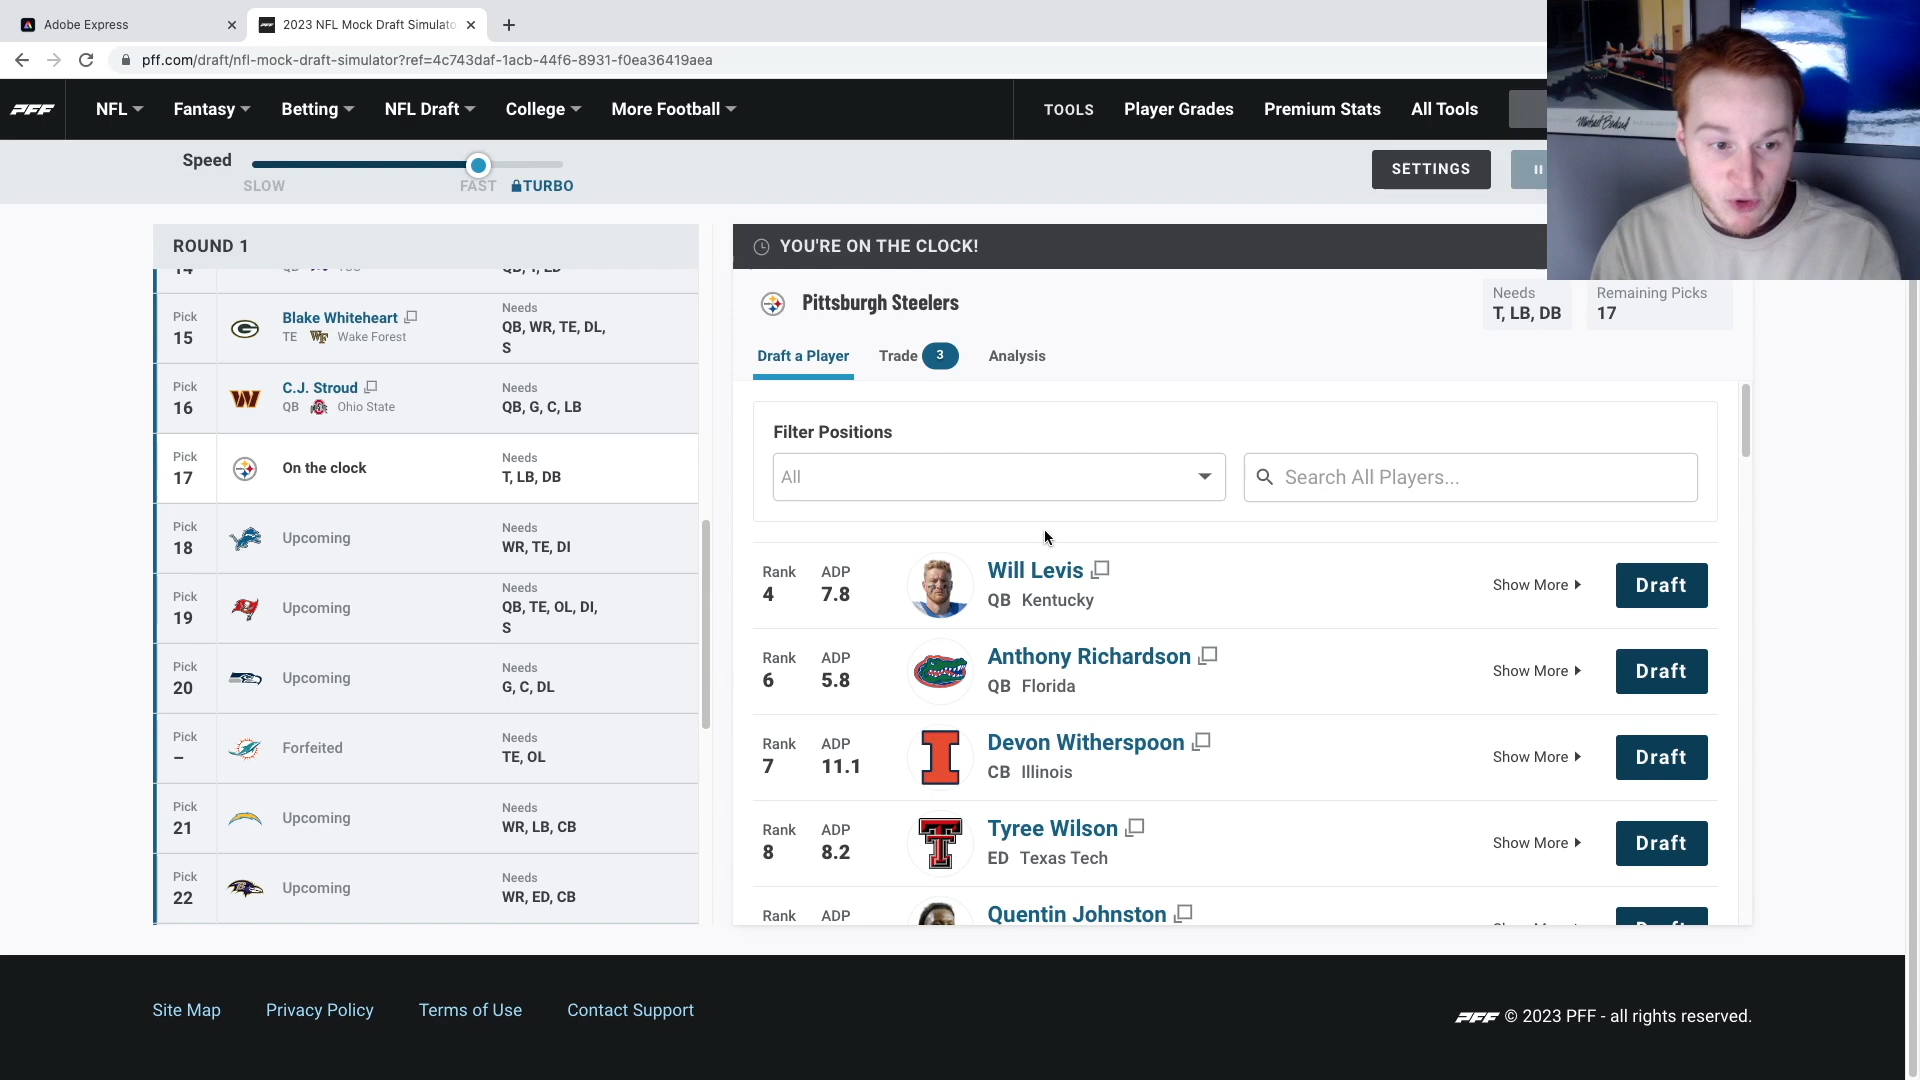 Adobe Express
2023 NFL Mock Draft Simulato
pff.com/draft/nfl-mock-draft-simulator?ref=4c743daf-1acb-44f6-8931-f0ea36419aea
PFF NFL Fantasy Betting NFL Draft College More Football TOOLS Player Grades Premium Stats All Tools
Speed
SLOW FAST TURBO
SETTINGS
ROUND 1
14
Pick 15 Blake Whiteheart TE WF Wake Forest Needs QB, WR, TE, DL, S
Pick 16 C.J. Stroud QB Ohio State Needs QB, G, C, LB
Pick 17 On the clock Needs T, LB, DB
Pick 18 Upcoming Needs WR, TE, DI
Pick 19 Upcoming Needs QB, TE, OL, DI, S
Pick 20 Upcoming Needs G, C, DL
Pick – Forfeited Needs TE, OL
Pick 21 Upcoming Needs WR, LB, CB
Pick 22 Upcoming Needs WR, ED, CB
YOU'RE ON THE CLOCK!
Pittsburgh Steelers
Needs T, LB, DB
Remaining Picks 17
Draft a Player Trade 3 Analysis
Filter Positions
All
Search All Players...
Rank 4 ADP 7.8 Will Levis QB Kentucky Show More Draft
Rank 6 ADP 5.8 Anthony Richardson QB Florida Show More Draft
Rank 7 ADP 11.1 Devon Witherspoon CB Illinois Show More Draft
Rank 8 ADP 8.2 Tyree Wilson ED Texas Tech Show More Draft
Rank ADP Quentin Johnston
Site Map Privacy Policy Terms of Use Contact Support
PFF © 2023 PFF - all rights reserved.